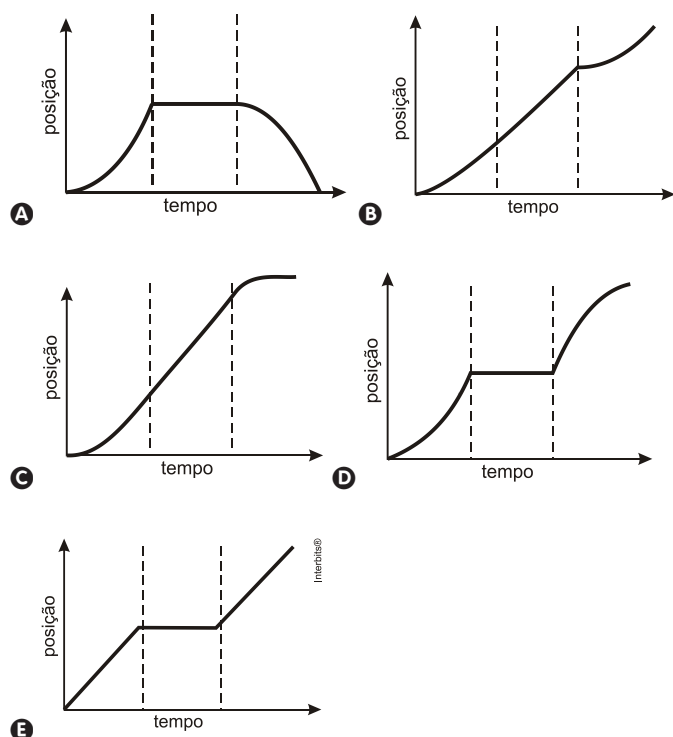 posição
tempo
A
posição
tempo
B
posição
tempo
C
posição
tempo
D
posição
tempo
E
Interbits®